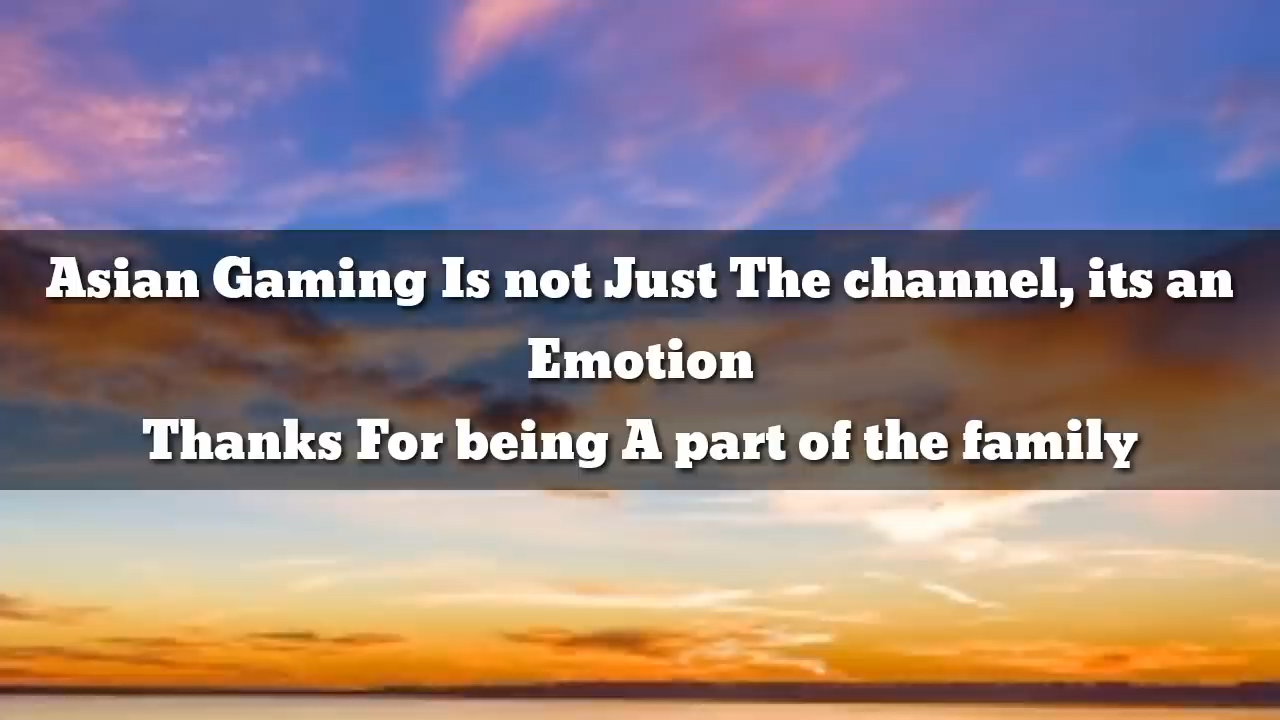 Asian Gaming Is not Just The channel, its an
Emotion
Thanks For being A part of the family